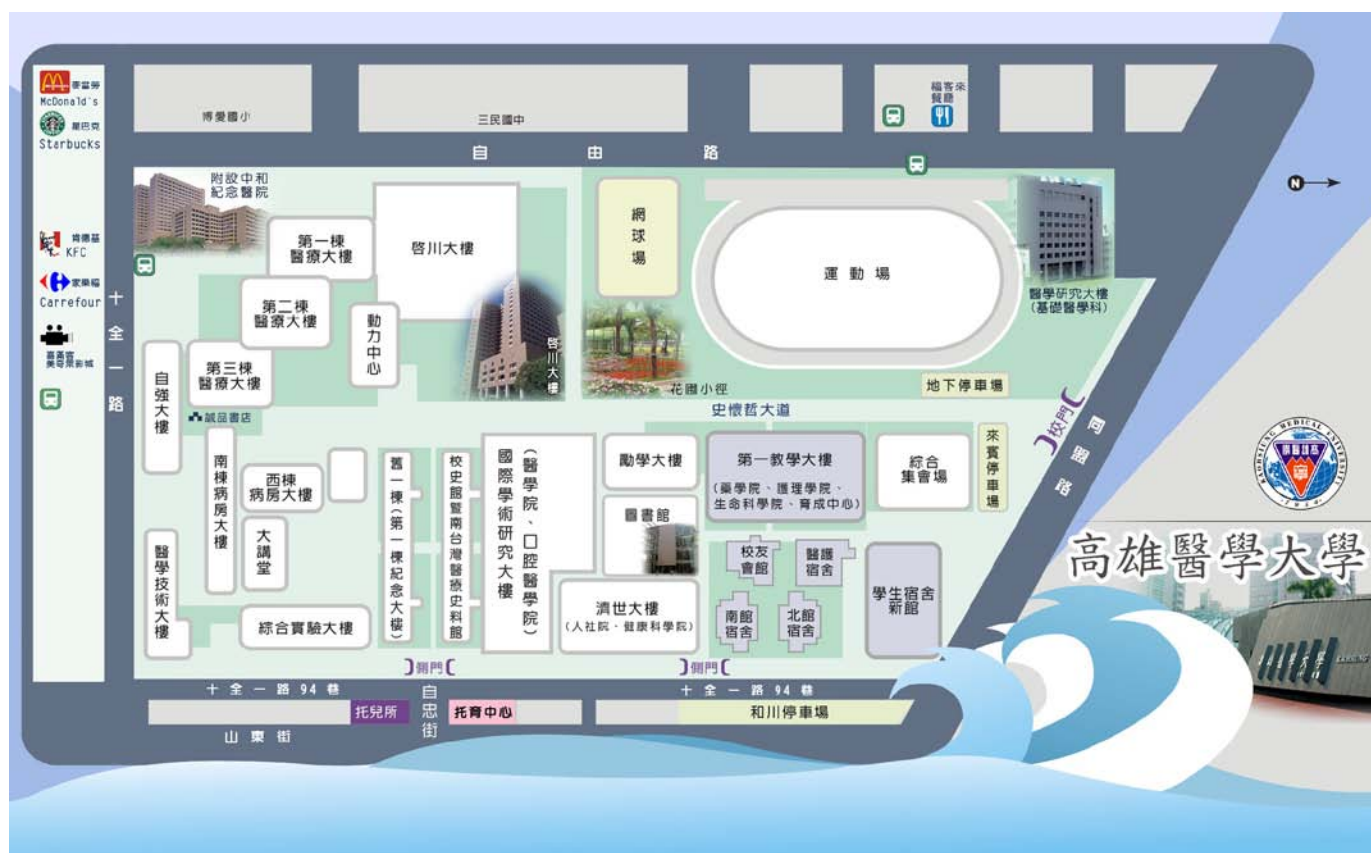 麥當勞
McDonald's
星巴克
Starbucks
肯德基
KFC
家樂福
Carrefour
博愛國小
三民國中
福客來
餐廳
自由路
N
十全一路
附設中和
紀念醫院
第一棟
醫療大樓
啓川大樓
第二棟
醫療大樓
動力中心
第三棟
醫療大樓
啓川大樓
網球場
花園小徑
運動場
醫學研究大樓
(基礎醫學科)
地下停車場
史懷哲大道
校門
同盟路
自強大樓
誠品書店
南棟病房大樓
西棟
病房大樓
大講堂
醫學技術大樓
綜合實驗大樓
舊一棟(第一棟紀念大樓)
校史館暨南台灣醫療史料館
國際學術研究大樓
(醫學院、口腔醫學院)
勵學大樓
圖書館
濟世大樓
(人社院、健康科學院)
第一教學大樓
(藥學院、護理學院、
生命科學院、育成中心)
綜合
集會場
來賓停車場
校友
會館
醫護
宿舍
南館
宿舍
北館
宿舍
學生宿舍
新館
側門
側門
十全一路94巷
十全一路94巷
托兒所
自忠街
托育中心
和川停車場
山東街
KAOHSIUNG MEDICAL UNIVERSITY
高雄醫學大學